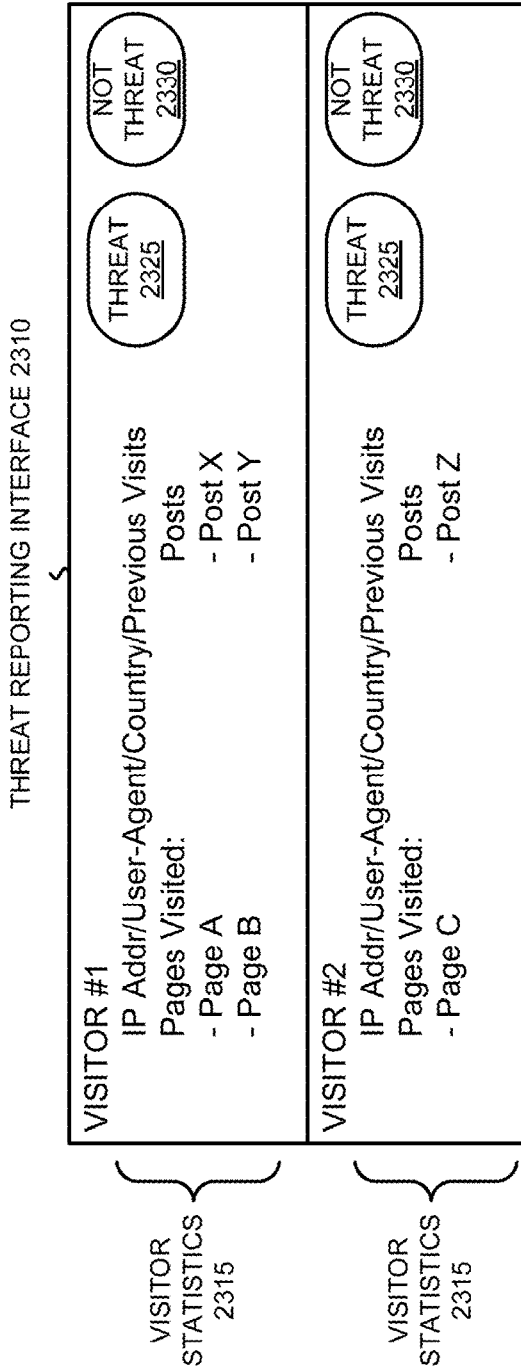 THREAT REPORTING INTERFACE 2310
VISITOR #1
IP Addr/User-Agent/Country/Previous Visits
Pages Visited:
- Page A
- Page B
Posts
- Post X
- Post Y
THREAT
2325
NOT
THREAT
2330
VISITOR
STATISTICS
2315
VISITOR #2
IP Addr/User-Agent/Country/Previous Visits
Pages Visited:
- Page C
Posts
- Post Z
THREAT
2325
NOT
THREAT
2330
VISITOR
STATISTICS
2315